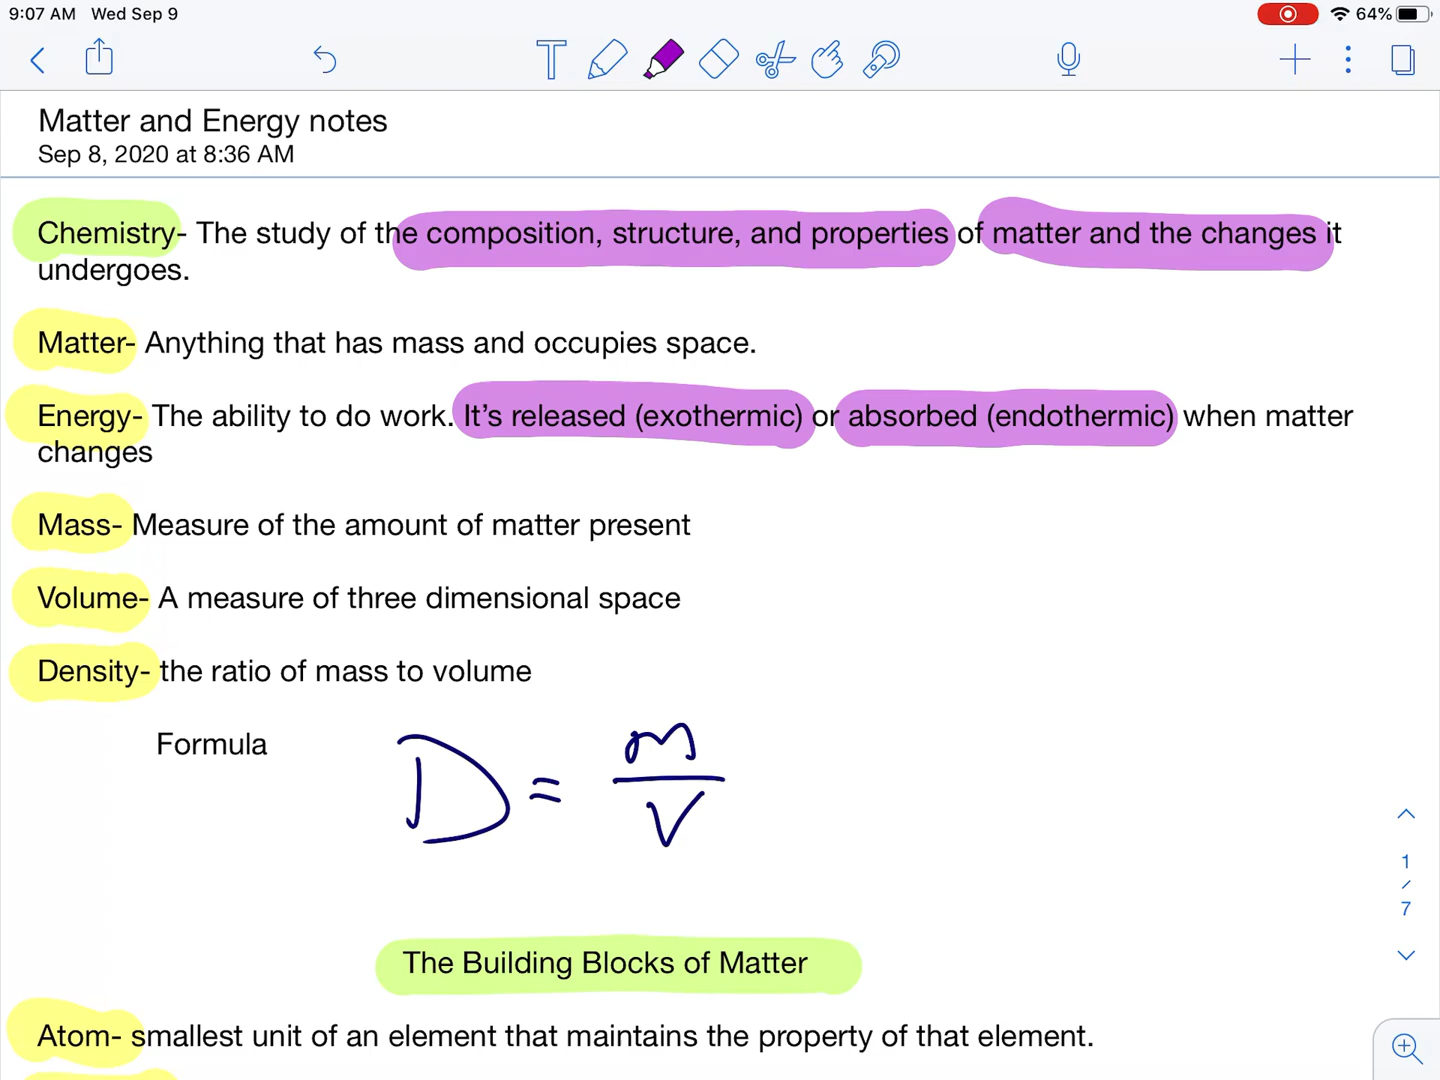 9:07 AM Wed Sep 9
64%
Matter and Energy notes
Sep 8, 2020 at 8:36 AM
Chemistry- The study of the composition, structure, and properties of matter and the changes it
undergoes.
Matter- Anything that has mass and occupies space.
Energy- The ability to do work. It’s released (exothermic) or absorbed (endothermic) when matter
changes
Mass- Measure of the amount of matter present
Volume- A measure of three dimensional space
Density- the ratio of mass to volume
Formula D = m/V
1
/
7
The Building Blocks of Matter
Atom- smallest unit of an element that maintains the property of that element.